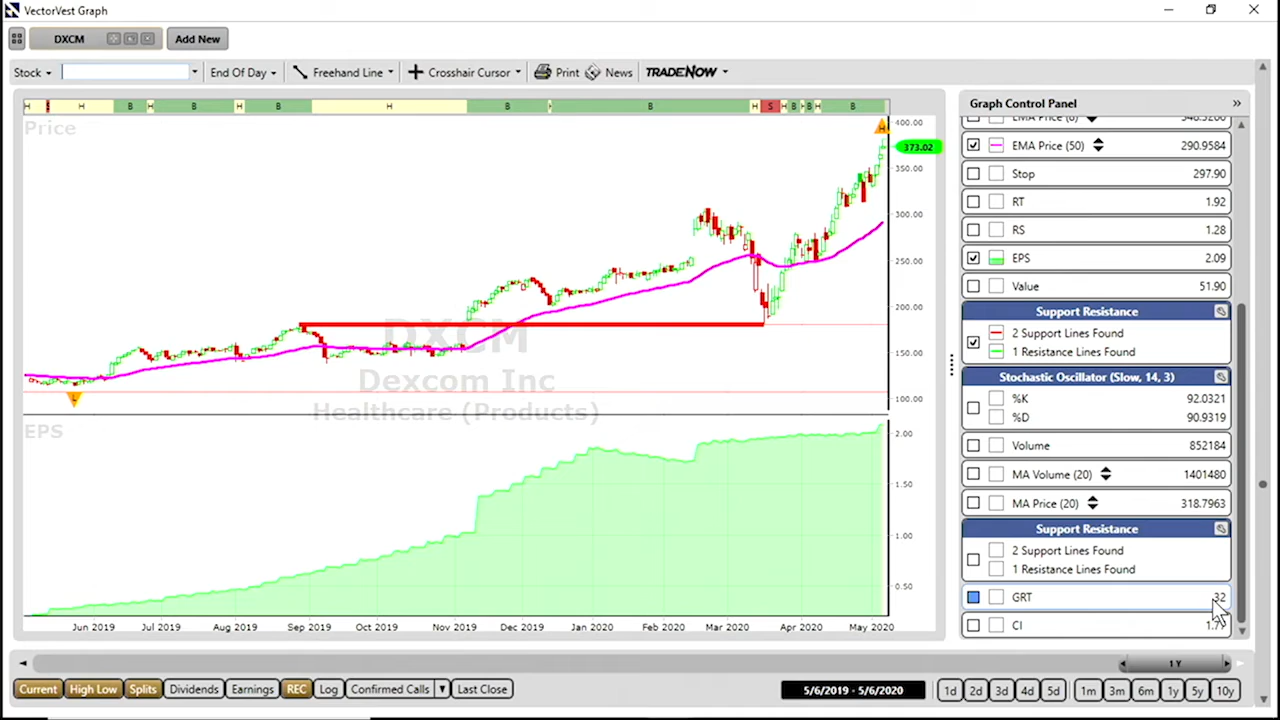 VectorVest Graph
DXCM Add New
Stock End Of Day Freehand Line Crosshair Cursor Print News TRADENOW
H S H B H B H B H B H B H S H B H B H B
Price
H
L
400.00
373.02
350.00
300.00
250.00
200.00
150.00
100.00
DXCM
Dexcom Inc
Healthcare (Products)
EPS
2.00
1.50
1.00
0.50
Jun 2019 Jul 2019 Aug 2019 Sep 2019 Oct 2019 Nov 2019 Dec 2019 Jan 2020 Feb 2020 Mar 2020 Apr 2020 May 2020
Graph Control Panel »
EMA Price (50) 290.9584
Stop 297.90
RT 1.92
RS 1.28
EPS 2.09
Value 51.90
Support Resistance
2 Support Lines Found
1 Resistance Lines Found
Stochastic Oscillator (Slow, 14, 3)
%K 92.0321
%D 90.9319
Volume 852184
MA Volume (20) 1401480
MA Price (20) 318.7963
Support Resistance
2 Support Lines Found
1 Resistance Lines Found
GRT 32
CI
1 Y
Current High Low Splits Dividends Earnings REC Log Confirmed Calls Last Close 5/6/2019 - 5/6/2020 1d 2d 3d 4d 5d 1m 3m 6m 1y 5y 10y